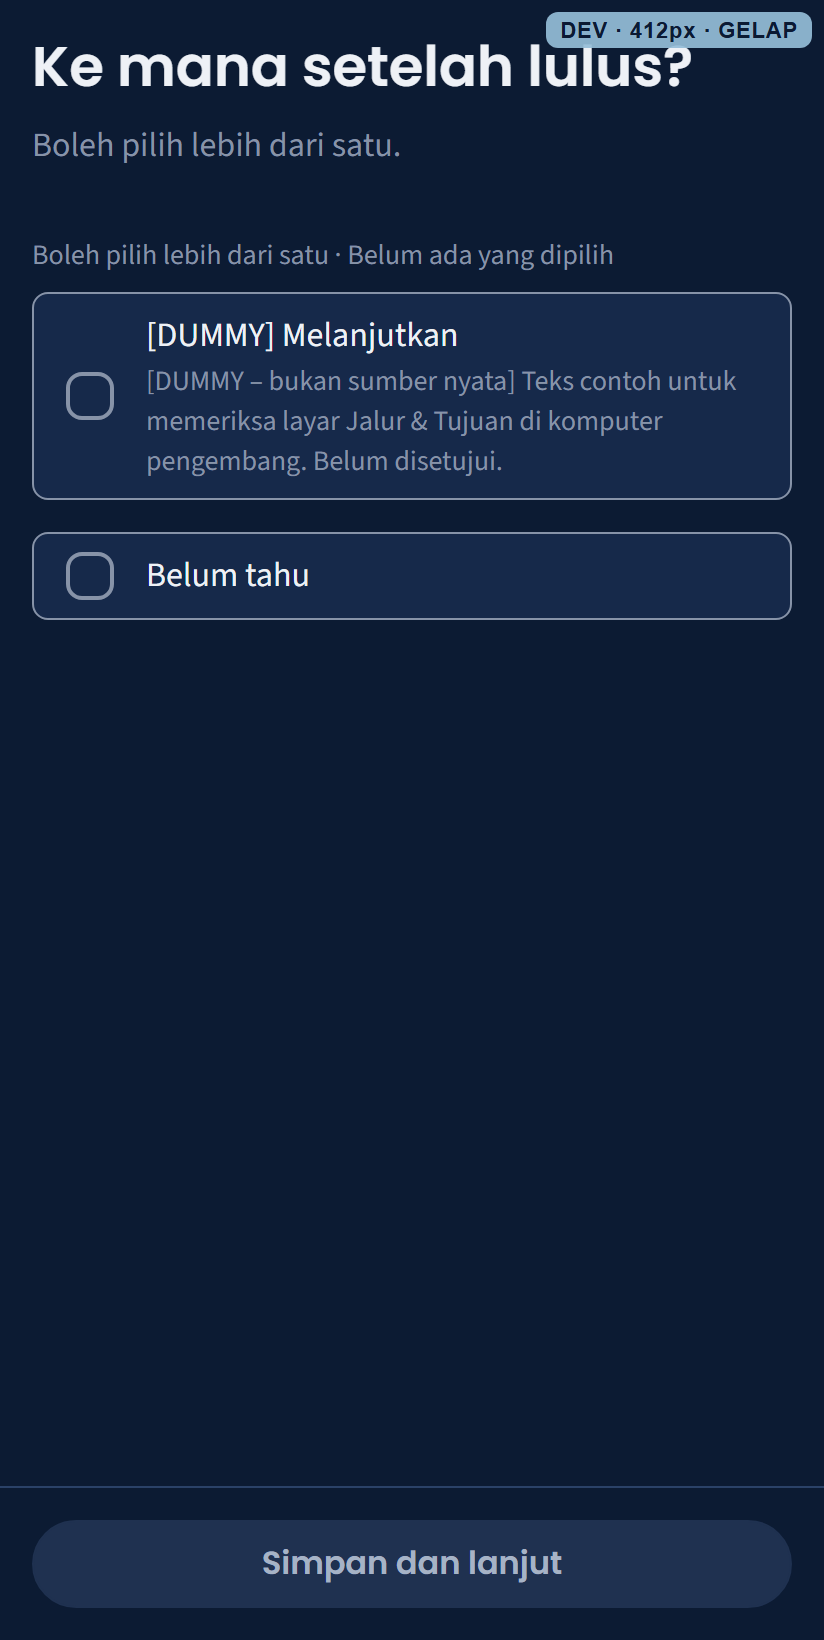 DEV · 412px · GELAP
Ke mana setelah lulus?
Boleh pilih lebih dari satu.
Boleh pilih lebih dari satu · Belum ada yang dipilih
[DUMMY] Melanjutkan
[DUMMY – bukan sumber nyata] Teks contoh untuk
memeriksa layar Jalur & Tujuan di komputer
pengembang. Belum disetujui.
Belum tahu
Simpan dan lanjut